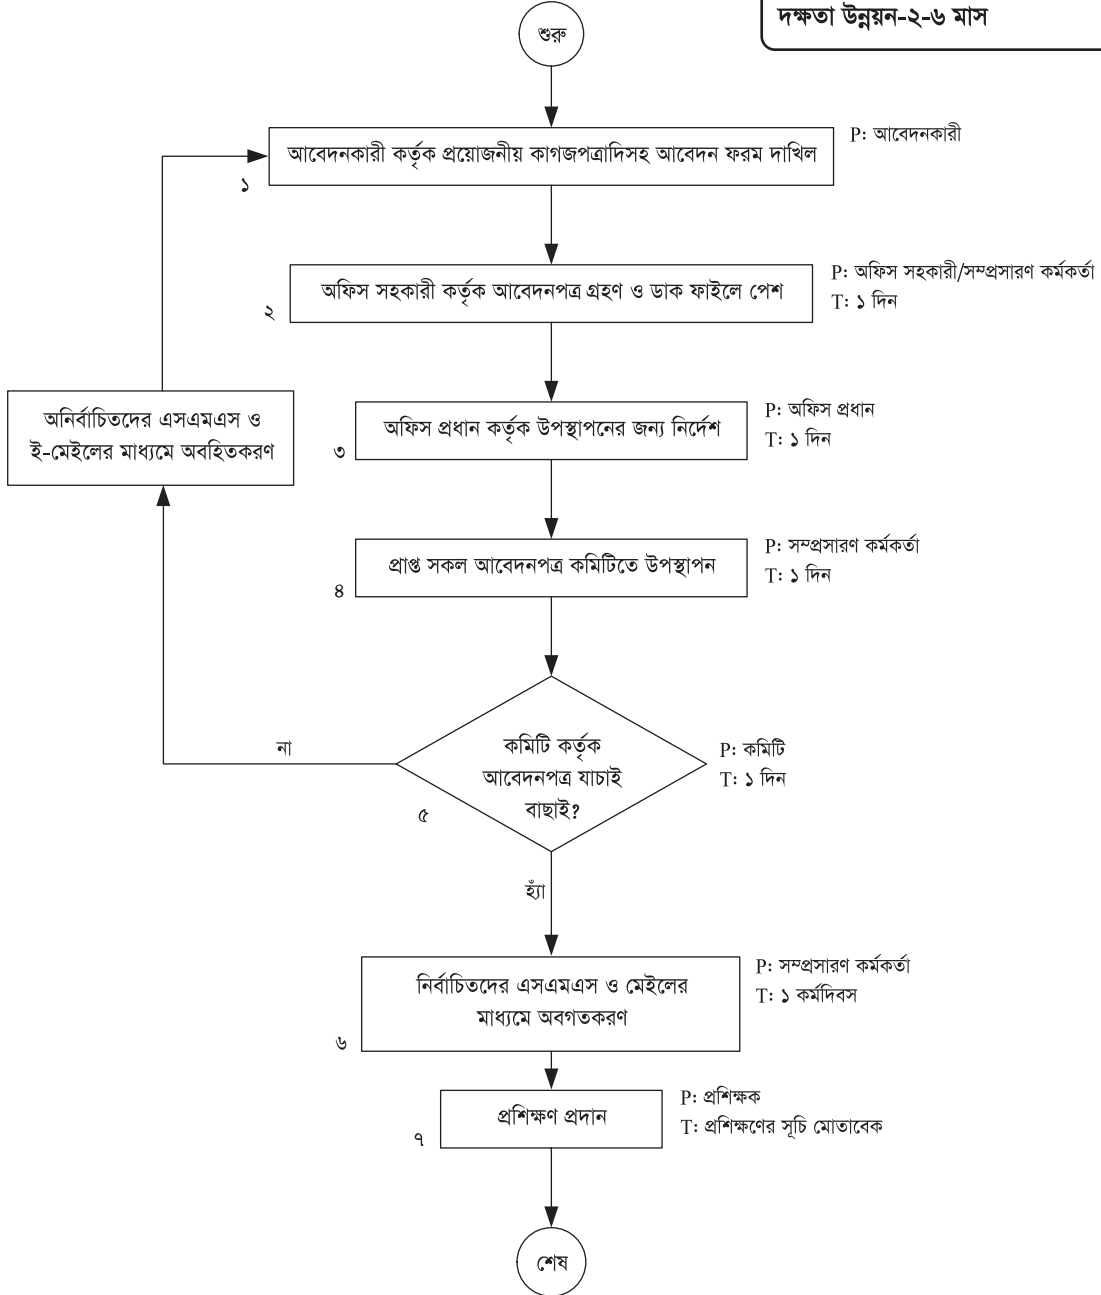 দক্ষতা উন্নয়ন-২-৬ মাস
শুরু
আবেদনকারী কর্তৃক প্রয়োজনীয় কাগজপত্রাদিসহ আবেদন ফরম দাখিল
১
P: আবেদনকারী
অফিস সহকারী কর্তৃক আবেদনপত্র গ্রহণ ও ডাক ফাইলে পেশ
২
P: অফিস সহকারী/সম্প্রসারণ কর্মকর্তা
T: ১ দিন
অফিস প্রধান কর্তৃক উপস্থাপনের জন্য নির্দেশ
৩
P: অফিস প্রধান
T: ১ দিন
অনির্বাচিতদের এসএমএস ও
ই-মেইলের মাধ্যমে অবহিতকরণ
প্রাপ্ত সকল আবেদনপত্র কমিটিতে উপস্থাপন
৪
P: সম্প্রসারণ কর্মকর্তা
T: ১ দিন
না
কমিটি কর্তৃক
আবেদনপত্র যাচাই
বাছাই?
৫
P: কমিটি
T: ১ দিন
হ্যাঁ
নির্বাচিতদের এসএমএস ও মেইলের
মাধ্যমে অবগতকরণ
৬
P: সম্প্রসারণ কর্মকর্তা
T: ১ কর্মদিবস
প্রশিক্ষণ প্রদান
৭
P: প্রশিক্ষক
T: প্রশিক্ষণের সূচি মোতাবেক
শেষ